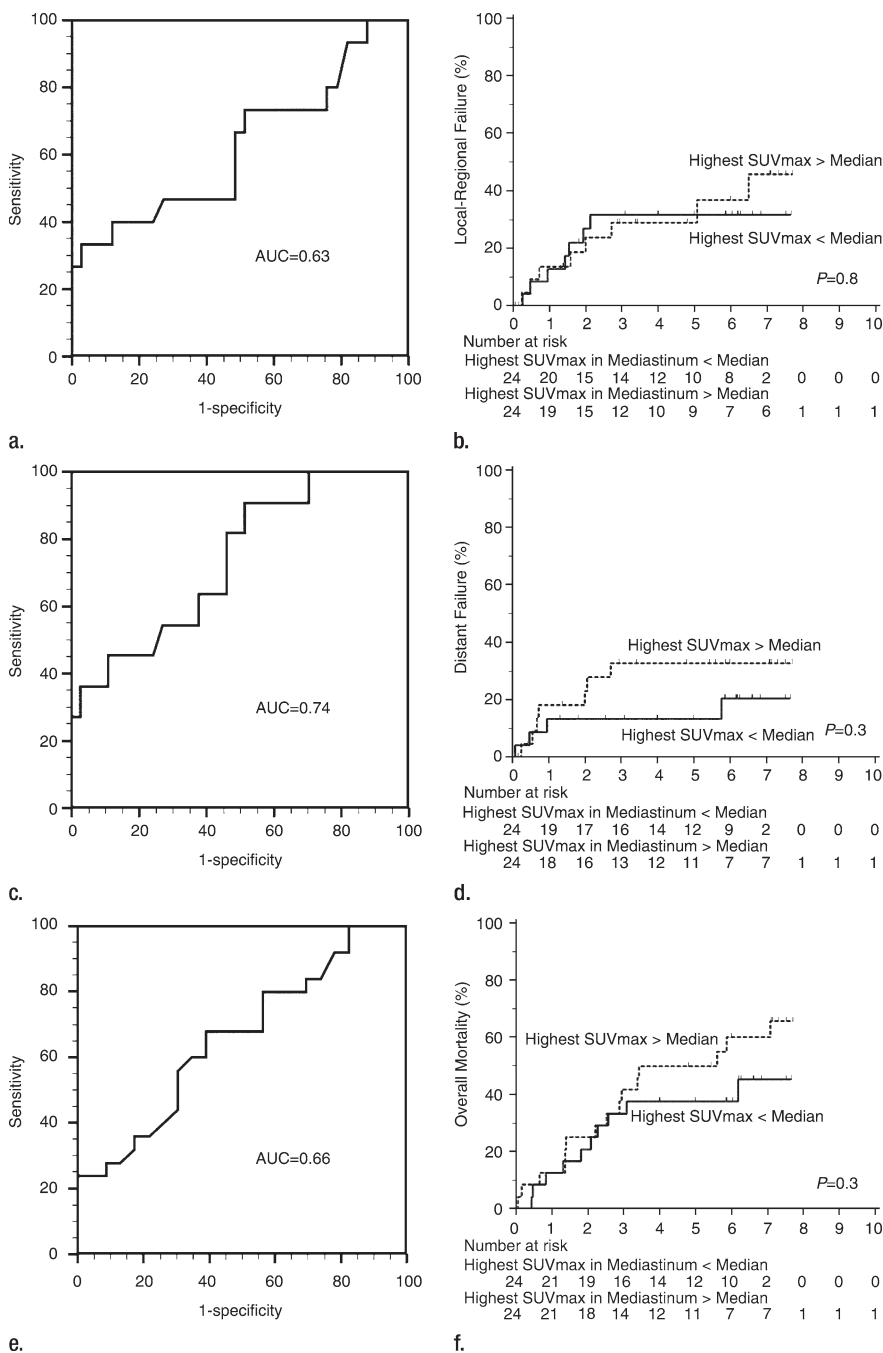 100
80
60
40
20
0
Sensitivity
AUC=0.63
0 20 40 60 80 100
1-specificity
a.
100
80
60
40
20
0
Local-Regional Failure (%)
Highest SUVmax > Median
Highest SUVmax < Median
P=0.8
0 1 2 3 4 5 6 7 8 9 10
Number at risk
Highest SUVmax in Mediastinum < Median
24 20 15 14 12 10 8 2 0 0 0
Highest SUVmax in Mediastinum > Median
24 19 15 12 10 9 7 6 1 1 1
b.
100
80
60
40
20
0
Sensitivity
AUC=0.74
0 20 40 60 80 100
1-specificity
c.
100
80
60
40
20
0
Distant Failure (%)
Highest SUVmax > Median
Highest SUVmax < Median
P=0.3
0 1 2 3 4 5 6 7 8 9 10
Number at risk
Highest SUVmax in Mediastinum < Median
24 19 17 16 14 12 9 2 0 0 0
Highest SUVmax in Mediastinum > Median
24 18 16 13 12 11 7 7 1 1 1
d.
100
80
60
40
20
0
Sensitivity
AUC=0.66
0 20 40 60 80 100
1-specificity
e.
100
80
60
40
20
0
Overall Mortality (%)
Highest SUVmax > Median
Highest SUVmax < Median
P=0.3
0 1 2 3 4 5 6 7 8 9 10
Number at risk
Highest SUVmax in Mediastinum < Median
24 21 19 16 14 12 10 2 0 0 0
Highest SUVmax in Mediastinum > Median
24 21 18 14 12 11 7 7 1 1 1
f.